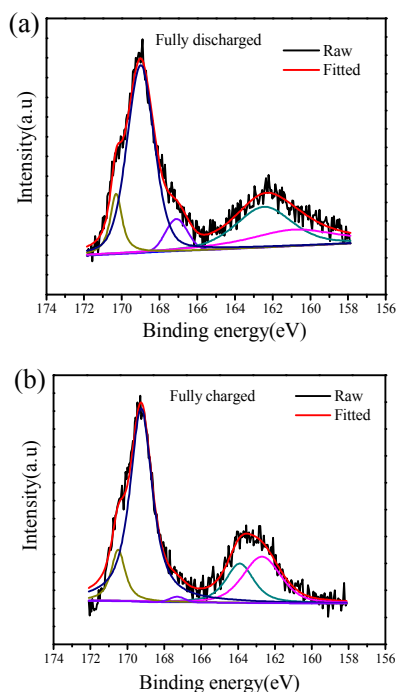 (a)
Fully discharged
Raw
Fitted
Intensity(a.u)
174 172 170 168 166 164 162 160 158 156
Binding energy(eV)
(b)
Fully charged
Raw
Fitted
Intensity(a.u)
174 172 170 168 166 164 162 160 158 156
Binding energy(eV)